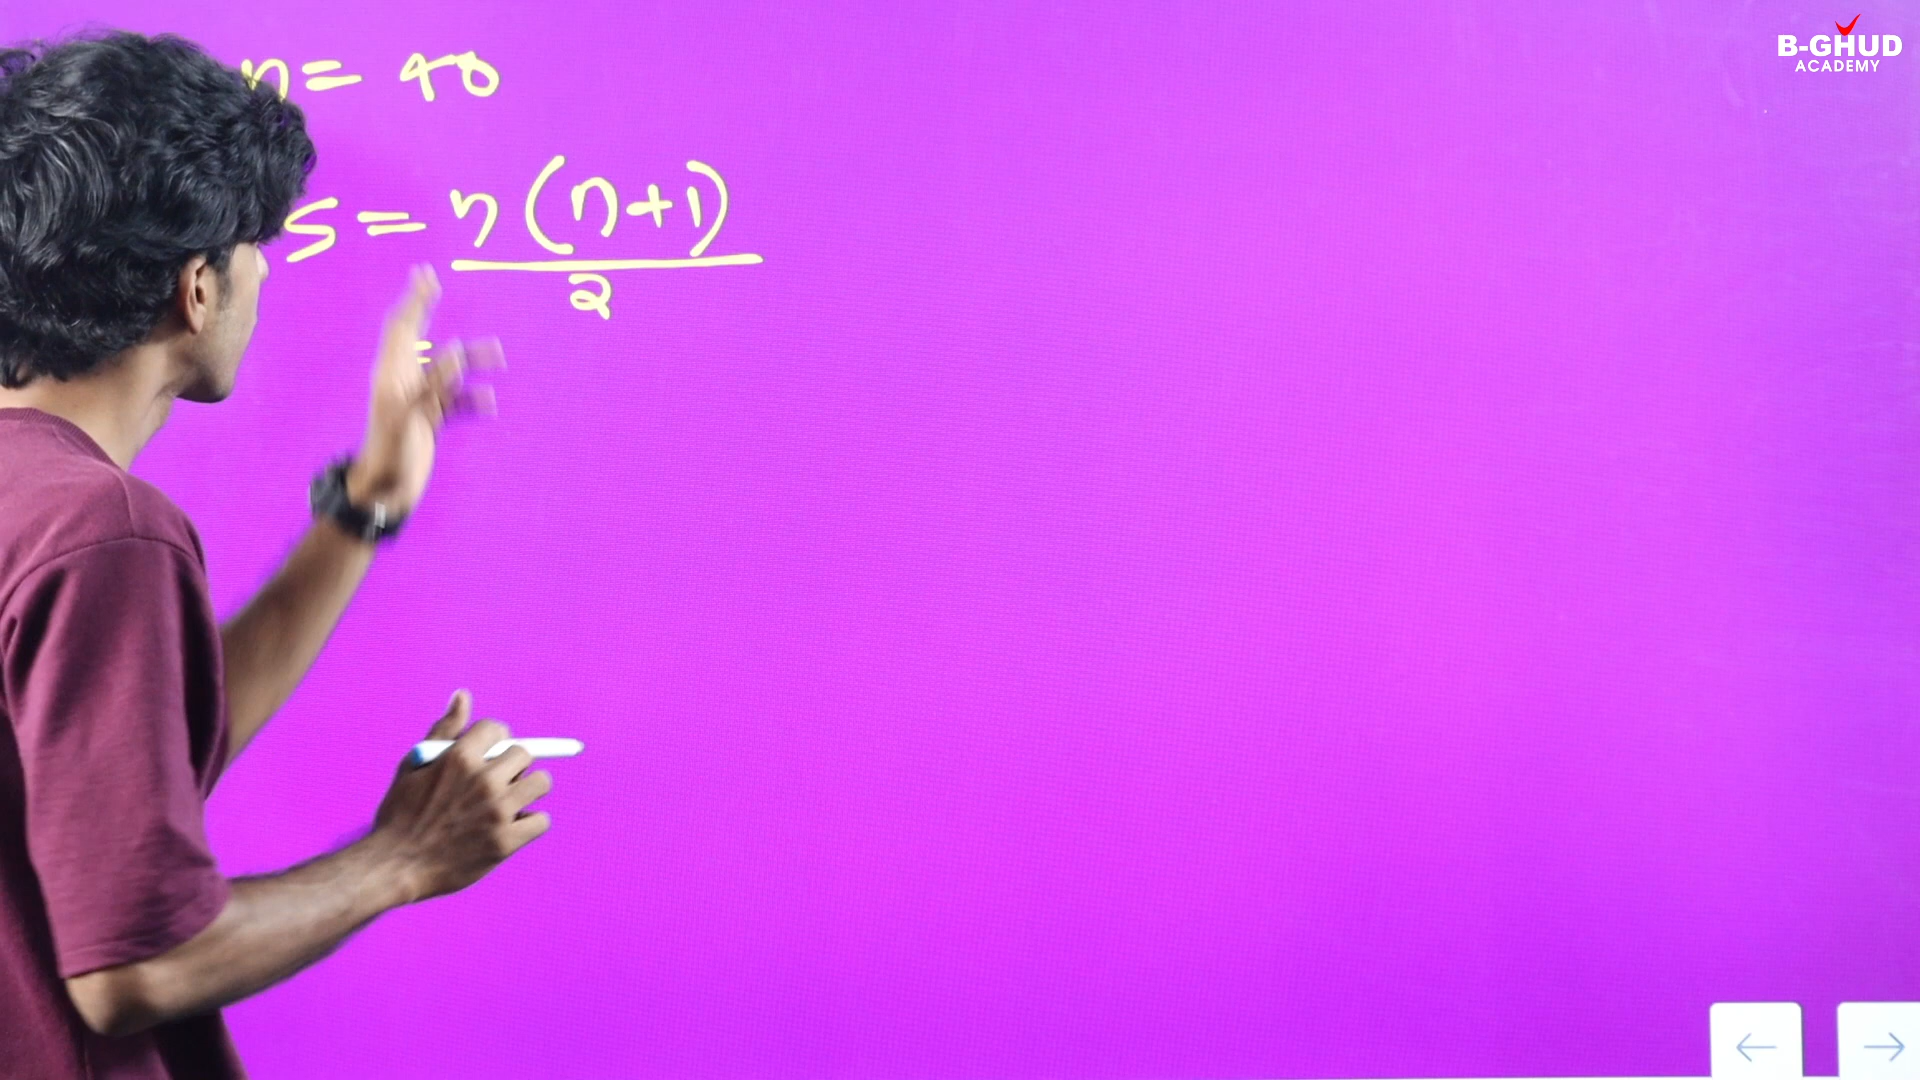 B-GHUD
ACADEMY
n = 40
S = n(n+1)
2
=